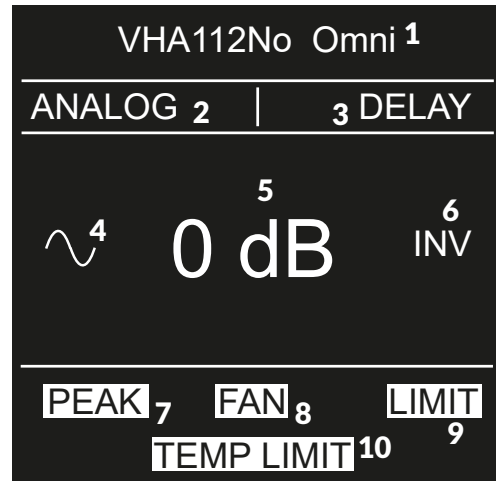 VHA112No Omni 1
ANALOG 2 | 3 DELAY
5
4 0 dB 6
INV
PEAK 7 FAN 8 LIMIT 9
TEMP LIMIT 10